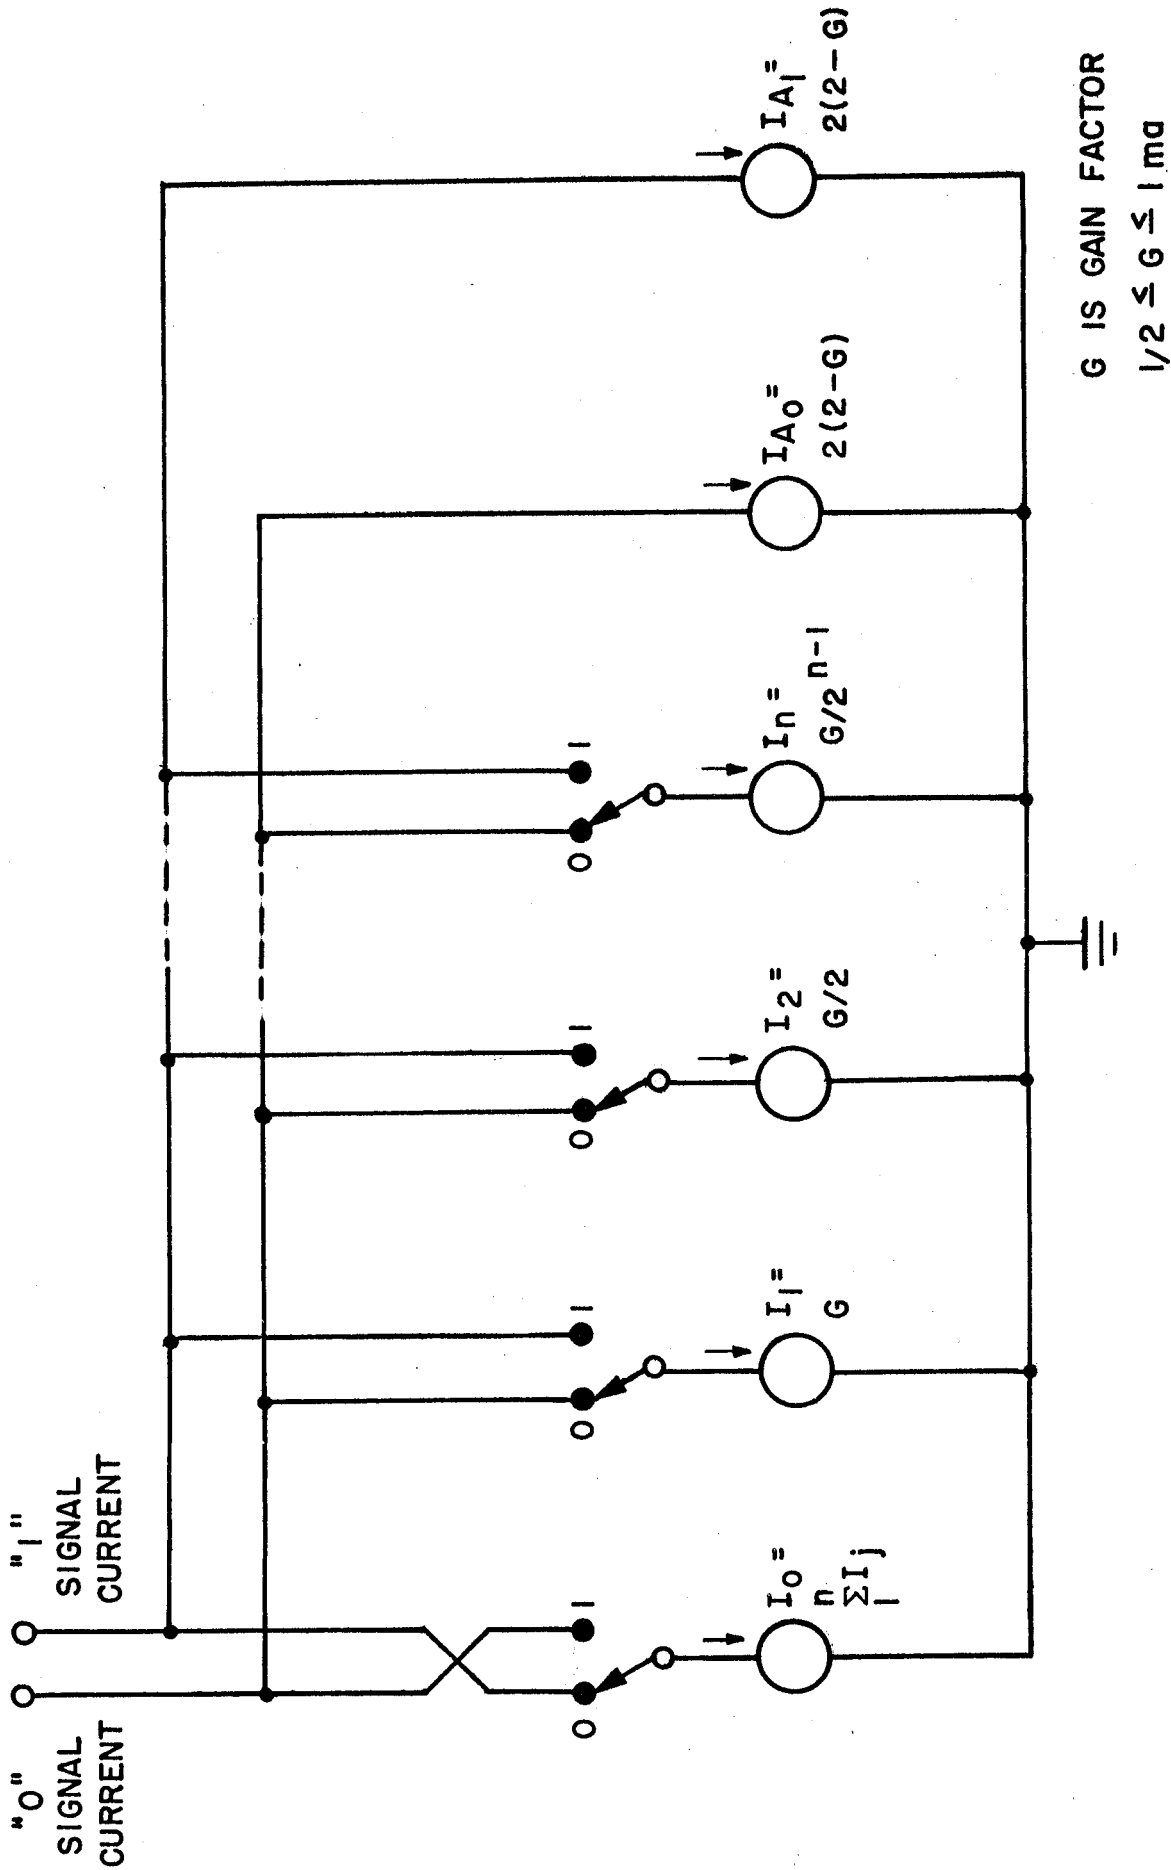 "0"
SIGNAL
CURRENT
"1"
SIGNAL
CURRENT
0 1
0 1
0 1
0 1
I0 =
n
ΣIj
1
I1 =
G
I2 =
G/2
In =
G/2^n-1
IA0 =
2(2-G)
IA1 =
2(2-G)
G IS GAIN FACTOR
1/2 ≤ G ≤ 1 ma